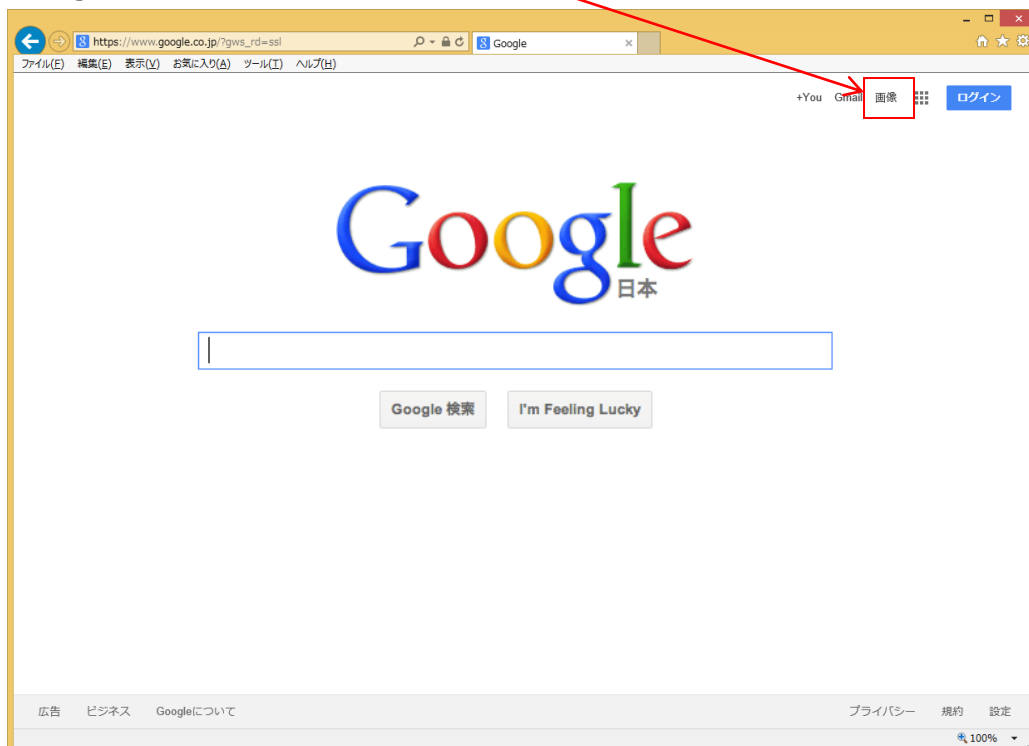 https://www.google.co.jp/?gws_rd=ssl Google
ファイル(F) 編集(E) 表示(V) お気に入り(A) ツール(T) ヘルプ(H)
+You Gmail 画像 ログイン
Google
日本
Google 検索 I'm Feeling Lucky
広告 ビジネス Googleについて プライバシー 規約 設定
100%